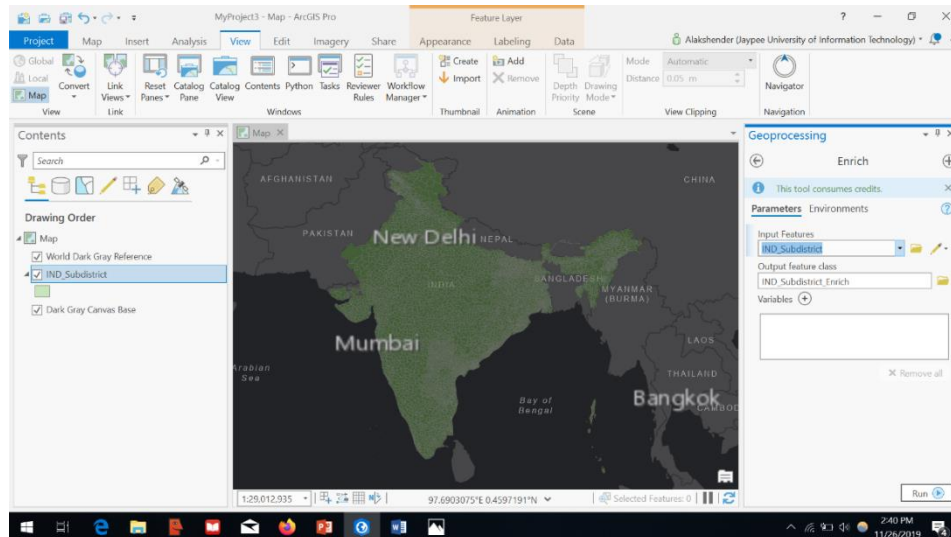 MyProject3 - Map - ArcGIS Pro
Feature Layer
?
Project Map Insert Analysis View Edit Imagery Share Appearance Labeling Data
Alakshender (Jaypee University of Information Technology)
Global
Local
Map
Convert
Link Views
Reset Panes
Catalog Pane
Catalog View
Contents
Python
Tasks
Reviewer Rules
Workflow Manager
Create
Import
Add
Remove
Depth Priority
Drawing Mode
Mode Automatic
Distance 0.05 m
Navigator
View Link Windows Thumbnail Animation Scene View Clipping Navigation
Contents
Search
Drawing Order
Map
World Dark Gray Reference
IND_Subdistrict
Dark Gray Canvas Base
Map
AFGHANISTAN
CHINA
PAKISTAN
New Delhi
NEPAL
INDIA
BANGLADESH
MYANMAR
(BURMA)
Mumbai
LAOS
Arabian
Sea
THAILAND
Bay of
Bengal
Bangkok
1:29,012,935
97.6903075°E 0.4597191°N
Selected Features: 0
Geoprocessing
Enrich
This tool consumes credits.
Parameters Environments
?
Input Features
IND_Subdistrict
Output feature class
IND_Subdistrict_Enrich
Variables
Remove all
Run
2:40 PM
11/26/2019